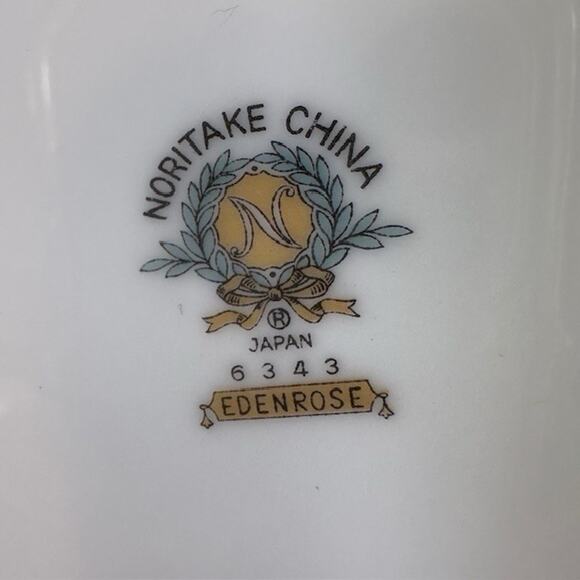 NORITAKE CHINA
N
®
JAPAN
6343
EDENROSE